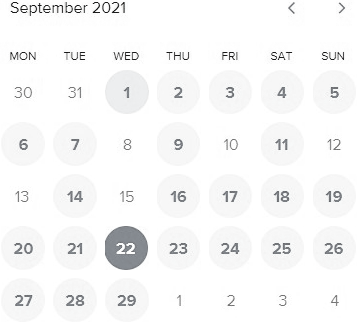 September 2021
MON TUE WED THU FRI SAT SUN
30 31 1 2 3 4 5
6 7 8 9 10 11 12
13 14 15 16 17 18 19
20 21 22 23 24 25 26
27 28 29 1 2 3 4